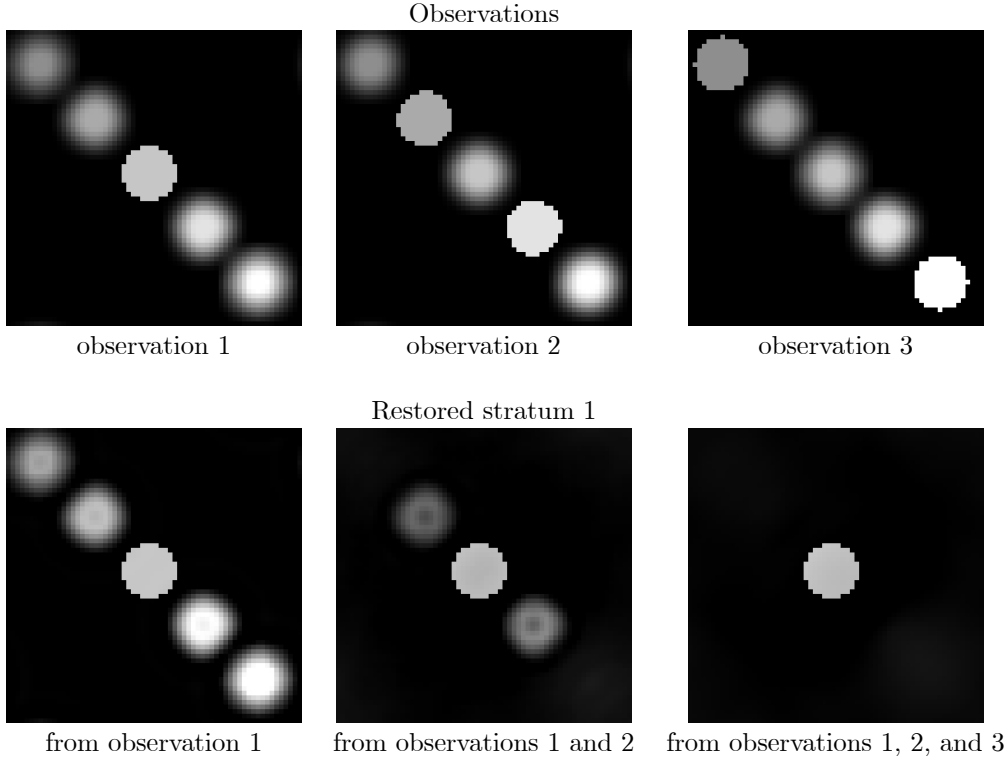 Observations
observation 1
observation 2
observation 3
Restored stratum 1
from observation 1
from observations 1 and 2
from observations 1, 2, and 3